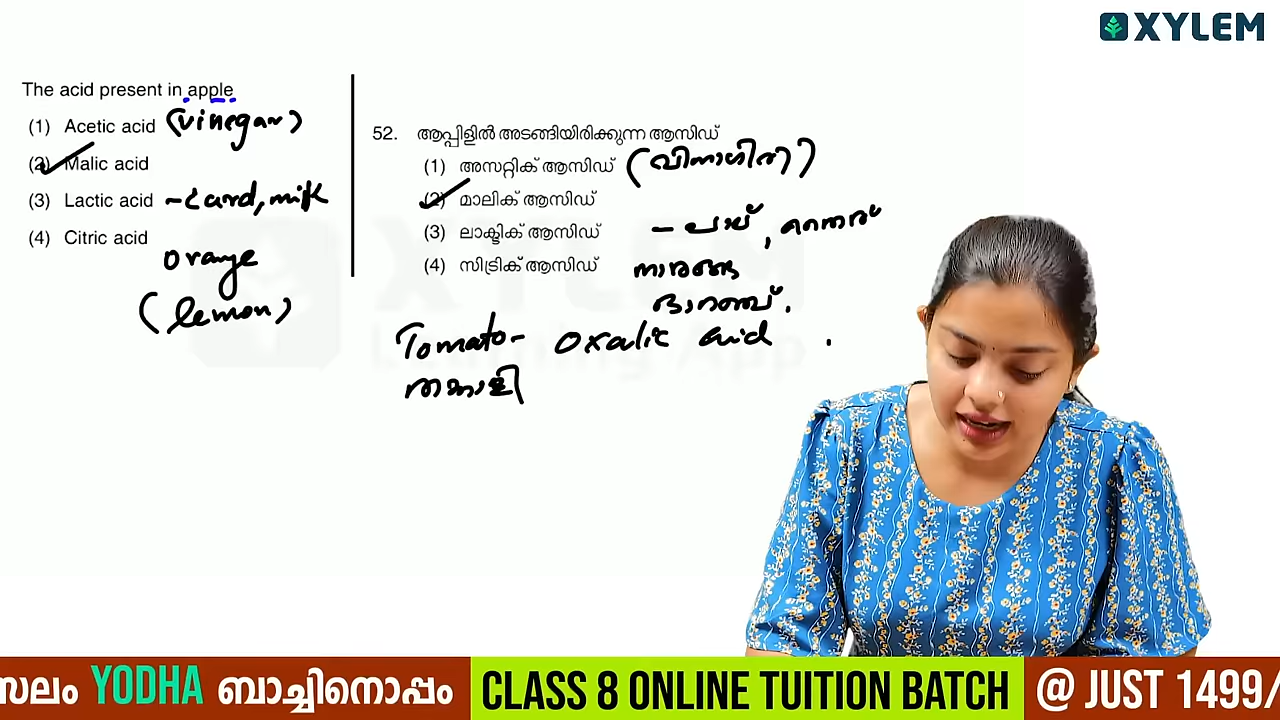 XYLEM
The acid present in apple
(1) Acetic acid (vinegar)
(2) Malic acid
(3) Lactic acid - curd, milk
(4) Citric acid
orange
(lemon)
52. ആപ്പിളിൽ അടങ്ങിയിരിക്കുന്ന ആസിഡ്
(1) അസറ്റിക് ആസിഡ് (വിനാഗിരി)
(2) മാലിക് ആസിഡ്
(3) ലാക്ടിക് ആസിഡ് - പാല്, തൈര്
(4) സിട്രിക് ആസിഡ് നാരങ്ങ
ഓറഞ്ച്.
Tomato - oxalic acid .
തക്കാളി
സലം YODHA ബാച്ചിനൊപ്പം CLASS 8 ONLINE TUITION BATCH @ JUST 1499/